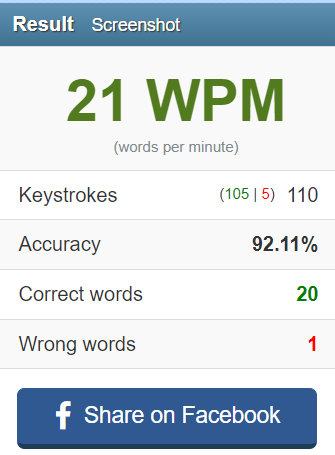 Result Screenshot
21 WPM
(words per minute)
Keystrokes (105 | 5) 110
Accuracy 92.11%
Correct words 20
Wrong words 1
Share on Facebook